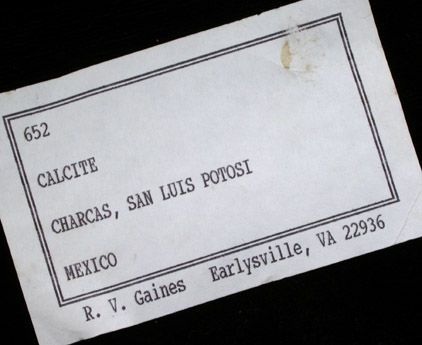 652
CALCITE
CHARCAS, SAN LUIS POTOSI
MEXICO
R. V. Gaines Earlysville, VA 22936